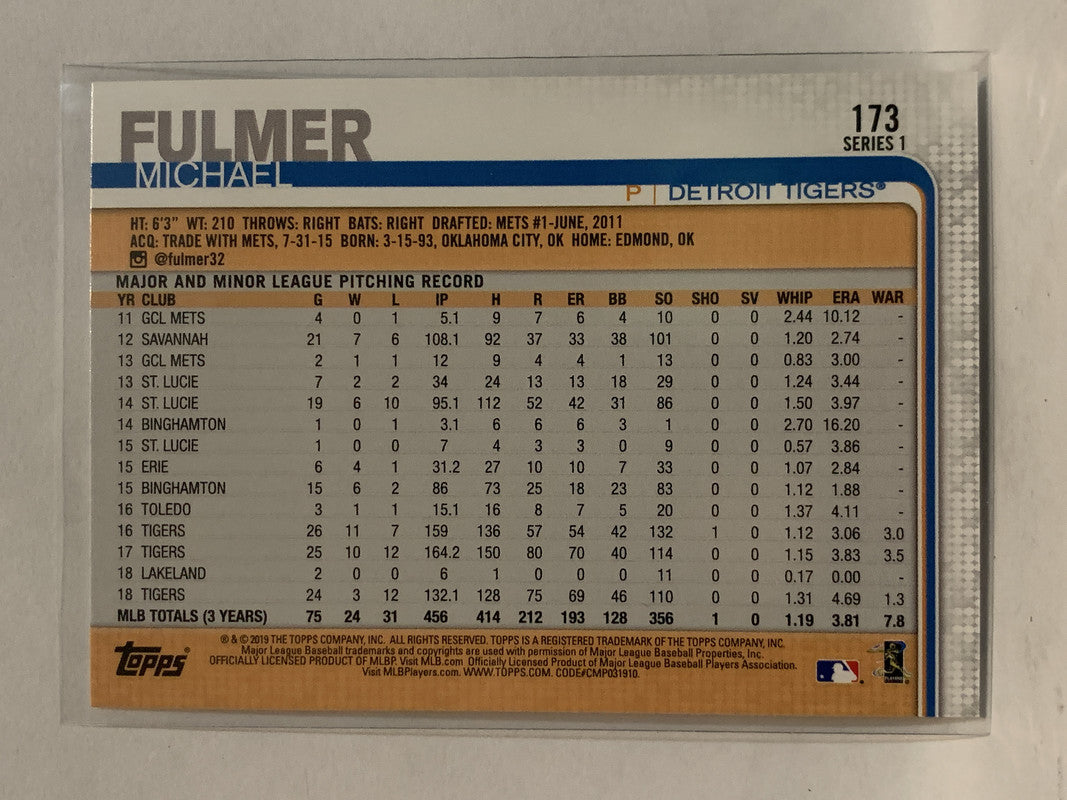 FULMER
MICHAEL
173
SERIES 1
P | DETROIT TIGERS®
HT: 6'3" WT: 210 THROWS: RIGHT BATS: RIGHT DRAFTED: METS #1-JUNE, 2011
ACQ: TRADE WITH METS, 7-31-15 BORN: 3-15-93, OKLAHOMA CITY, OK HOME: EDMOND, OK
@fulmer32
MAJOR AND MINOR LEAGUE PITCHING RECORD
YR CLUB G W L IP H R ER BB SO SHO SV WHIP ERA WAR
11 GCL METS 4 0 1 5.1 9 7 6 4 10 0 0 2.44 10.12 -
12 SAVANNAH 21 7 6 108.1 92 37 33 38 101 0 0 1.20 2.74 -
13 GCL METS 2 1 1 12 9 4 4 1 13 0 0 0.83 3.00 -
13 ST. LUCIE 7 2 2 34 24 13 13 18 29 0 0 1.24 3.44 -
14 ST. LUCIE 19 6 10 95.1 112 52 42 31 86 0 0 1.50 3.97 -
14 BINGHAMTON 1 0 1 3.1 6 6 6 3 1 0 0 2.70 16.20 -
15 ST. LUCIE 1 0 0 7 4 3 3 0 9 0 0 0.57 3.86 -
15 ERIE 6 4 1 31.2 27 10 10 7 33 0 0 1.07 2.84 -
15 BINGHAMTON 15 6 2 86 73 25 18 23 83 0 0 1.12 1.88 -
16 TOLEDO 3 1 1 15.1 16 8 7 5 20 0 0 1.37 4.11 -
16 TIGERS 26 11 7 159 136 57 54 42 132 1 0 1.12 3.06 3.0
17 TIGERS 25 10 12 164.2 150 80 70 40 114 0 0 1.15 3.83 3.5
18 LAKELAND 2 0 0 6 1 0 0 0 11 0 0 0.17 0.00 -
18 TIGERS 24 3 12 132.1 128 75 69 46 110 0 0 1.31 4.69 1.3
MLB TOTALS (3 YEARS) 75 24 31 456 414 212 193 128 356 1 0 1.19 3.81 7.8
® & © 2019 THE TOPPS COMPANY, INC. ALL RIGHTS RESERVED. TOPPS IS A REGISTERED TRADEMARK OF THE TOPPS COMPANY, INC.
Major League Baseball trademarks and copyrights are used with permission of Major League Baseball Properties, Inc.
OFFICIALLY LICENSED PRODUCT OF MLBP. Visit MLB.com Officially Licensed Product of Major League Baseball Players Association.
Visit MLBPlayers.com. WWW.TOPPS.COM. CODE#CMP031910.
TOPPS®